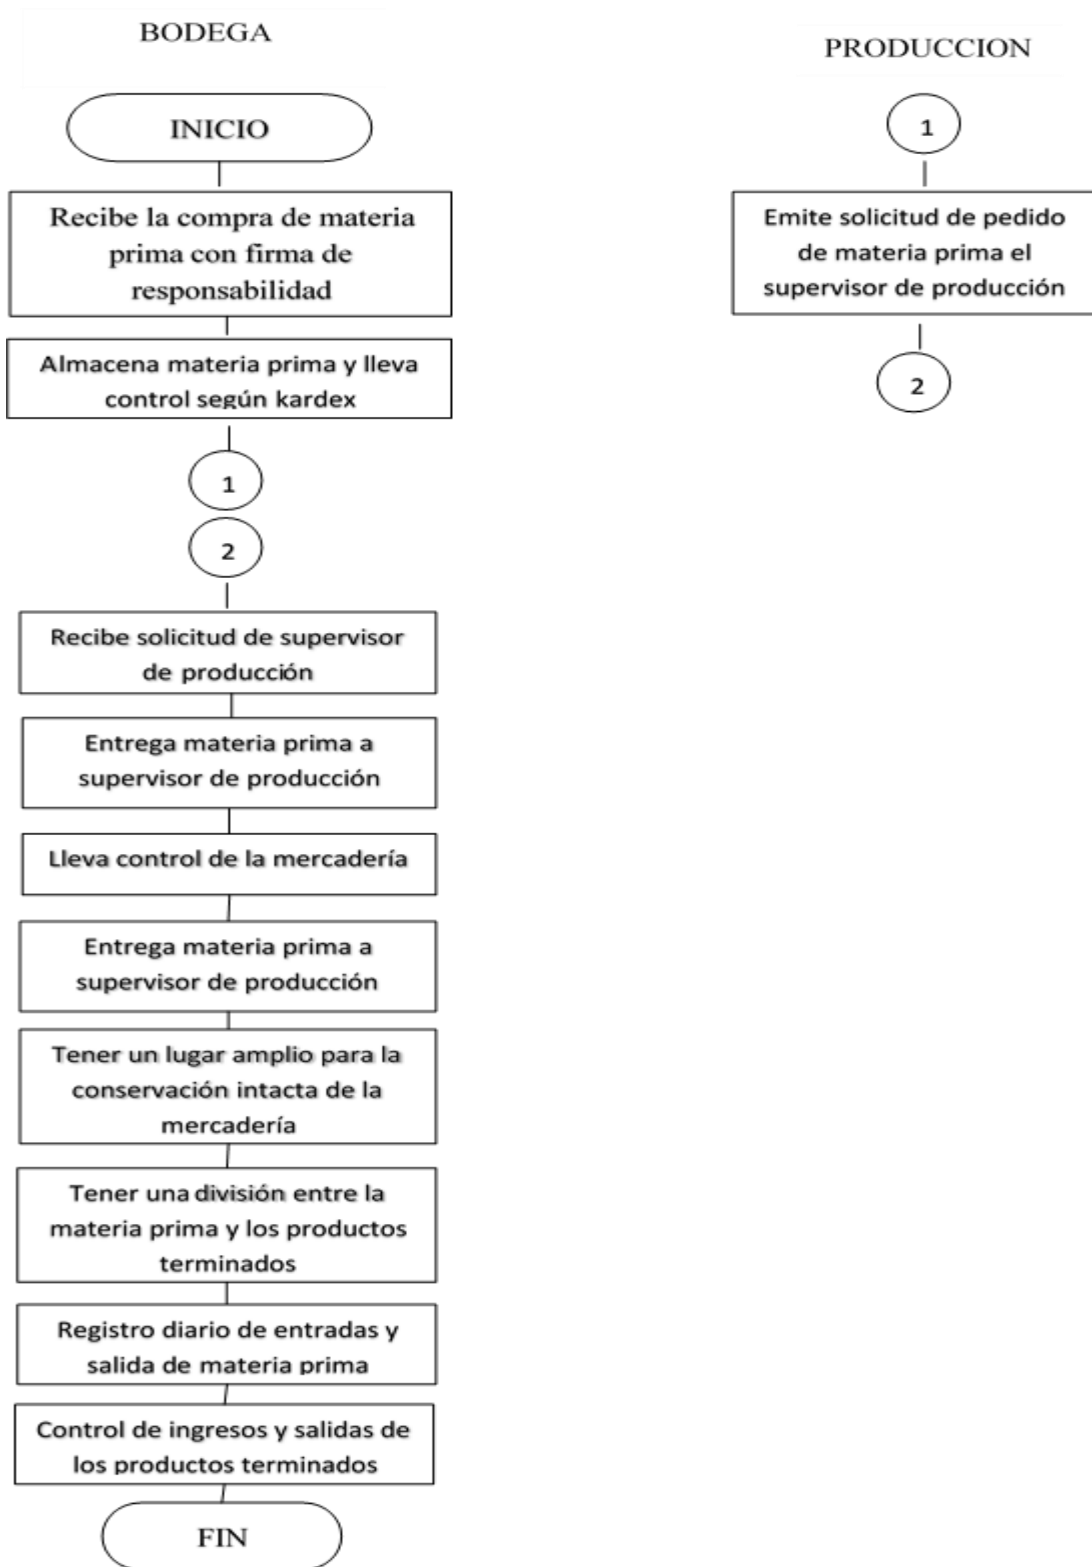 BODEGA
INICIO
Recibe la compra de materia
prima con firma de
responsabilidad
Almacena materia prima y lleva
control según kardex
1
2
Recibe solicitud de supervisor
de producción
Entrega materia prima a
supervisor de producción
Lleva control de la mercadería
Entrega materia prima a
supervisor de producción
Tener un lugar amplio para la
conservación intacta de la
mercadería
Tener una división entre la
materia prima y los productos
terminados
Registro diario de entradas y
salida de materia prima
Control de ingresos y salidas de
los productos terminados
FIN
PRODUCCION
1
Emite solicitud de pedido
de materia prima el
supervisor de producción
2